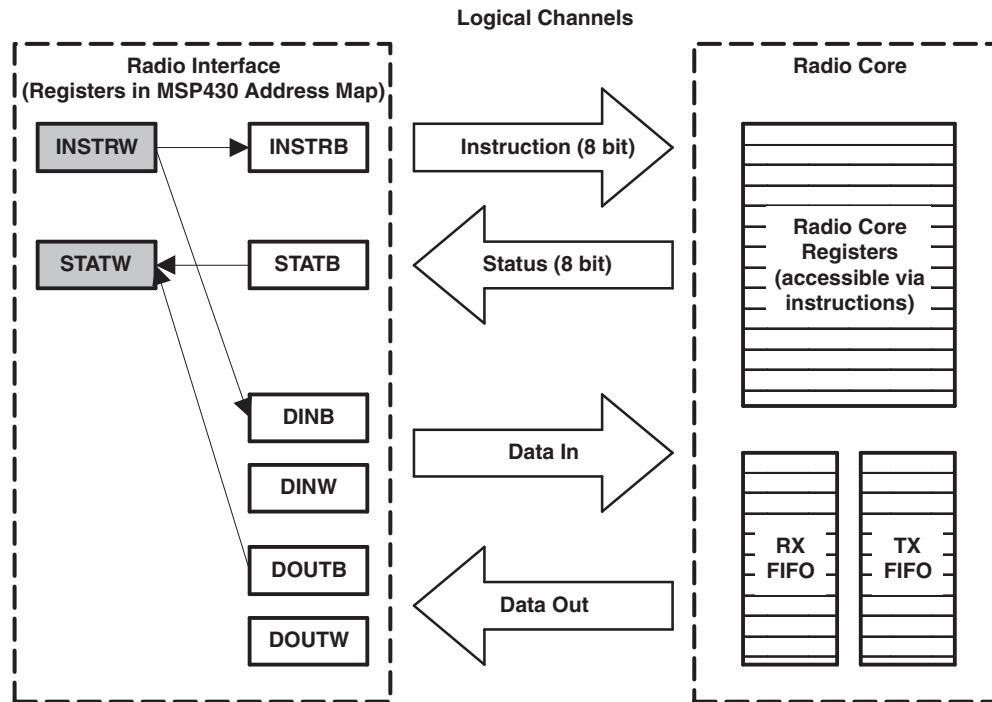 Logical Channels
Radio Interface
(Registers in MSP430 Address Map)
Radio Core
INSTRW
INSTRB
Instruction (8 bit)
STATW
STATB
Status (8 bit)
Radio Core
Registers
(accessible via
instructions)
DINB
DINW
Data In
DOUTB
DOUTW
Data Out
RX
FIFO
TX
FIFO